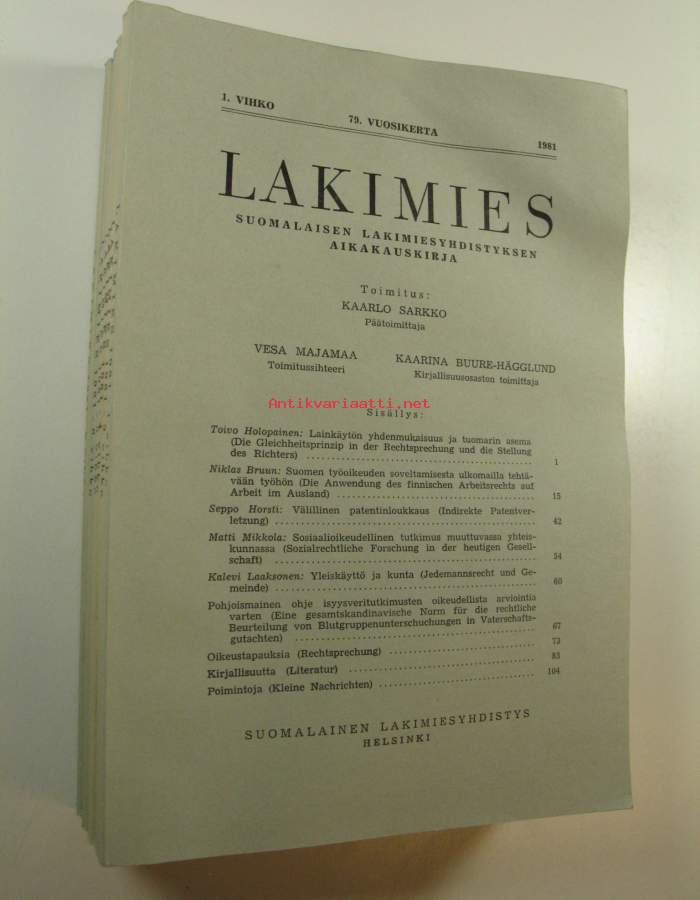 1. VIHKO 79. VUOSIKERTA 1981
LAKIMIES
SUOMALAISEN LAKIMIESYHDISTYKSEN
AIKAKAUSKIRJA
Toimitus:
KAARLO SARKKO
Päätoimittaja
VESA MAJAMAA KAARINA BUURE-HÄGGLUND
Toimitussihteeri Kirjallisuusosaston toimittaja
Antikvariaatti.net
Sisällys:
Toivo Holopainen: Lainkäytön yhdenmukaisuus ja tuomarin asema
(Die Gleichheitsprinzip in der Rechtsprechung und die Stellung
des Richters) 1
Niklas Bruun: Suomen työoikeuden soveltamisesta ulkomailla tehtä-
vään työhön (Die Anwendung des finnischen Arbeitsrechts auf
Arbeit im Ausland) 15
Seppo Horsti: Välillinen patentinloukkaus (Indirekte Patentver-
letzung) 42
Matti Mikkola: Sosiaalioikeudellinen tutkimus muuttuvassa yhteis-
kunnassa (Sozialrechtliche Forschung in der heutigen Gesell-
schaft) 54
Kalevi Laaksonen: Yleiskäyttö ja kunta (Jedemannsrecht und Ge-
meinde) 60
Pohjoismainen ohje isyysveritutkimusten oikeudellista arviointia
varten (Eine gesamtskandinavische Norm für die rechtliche
Beurteilung von Blutgruppenunterschuchungen in Vaterschafts-
gutachten) 67
Oikeustapauksia (Rechtsprechung) 73
Kirjallisuutta (Literatur) 83
Poimintoja (Kleine Nachrichten) 104
SUOMALAINEN LAKIMIESYHDISTYS
HELSINKI